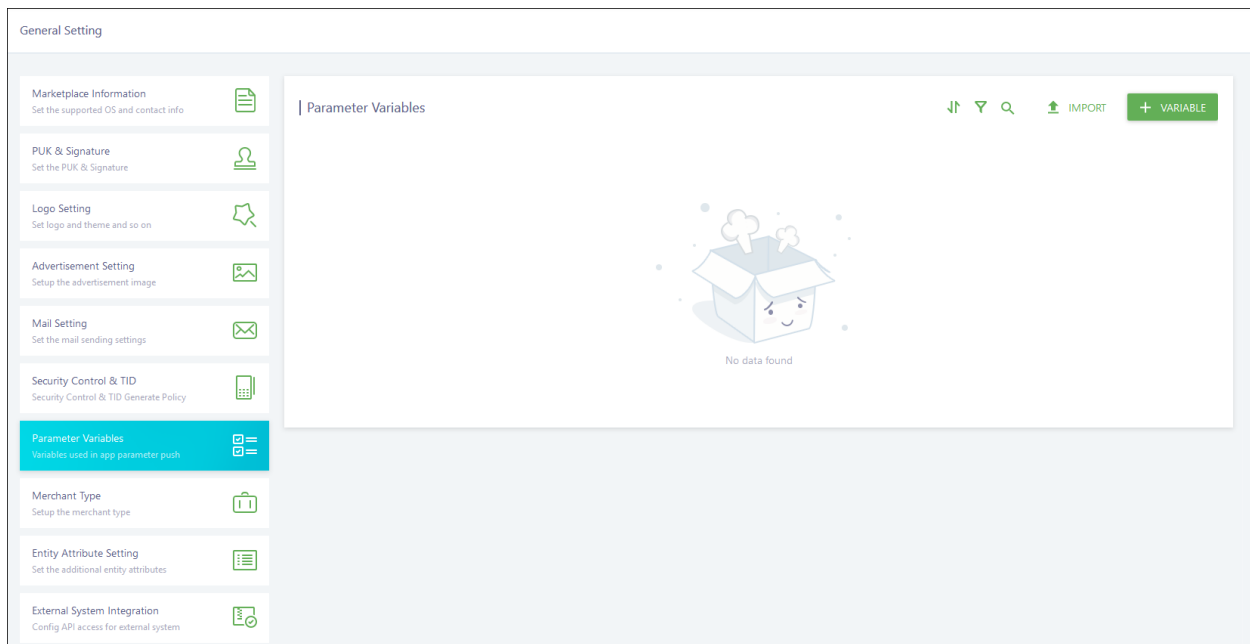 General Setting
Marketplace Information
Set the supported OS and contact info
PUK & Signature
Set the PUK & Signature
Logo Setting
Set logo and theme and so on
Advertisement Setting
Setup the advertisement image
Mail Setting
Set the mail sending settings
Security Control & TID
Security Control & TID Generate Policy
Parameter Variables
Variables used in app parameter push
Merchant Type
Setup the merchant type
Entity Attribute Setting
Set the additional entity attributes
External System Integration
Config API access for external system
Parameter Variables
IMPORT
+ VARIABLE
No data found